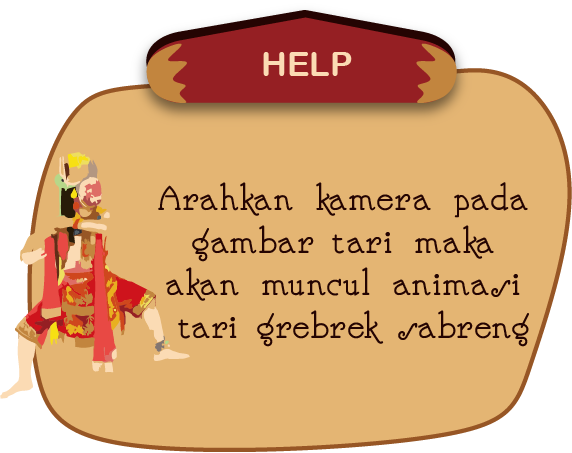 HELP
Arahkan kamera pada
gambar tari maka
akan muncul animasi
tari grebrek sabreng